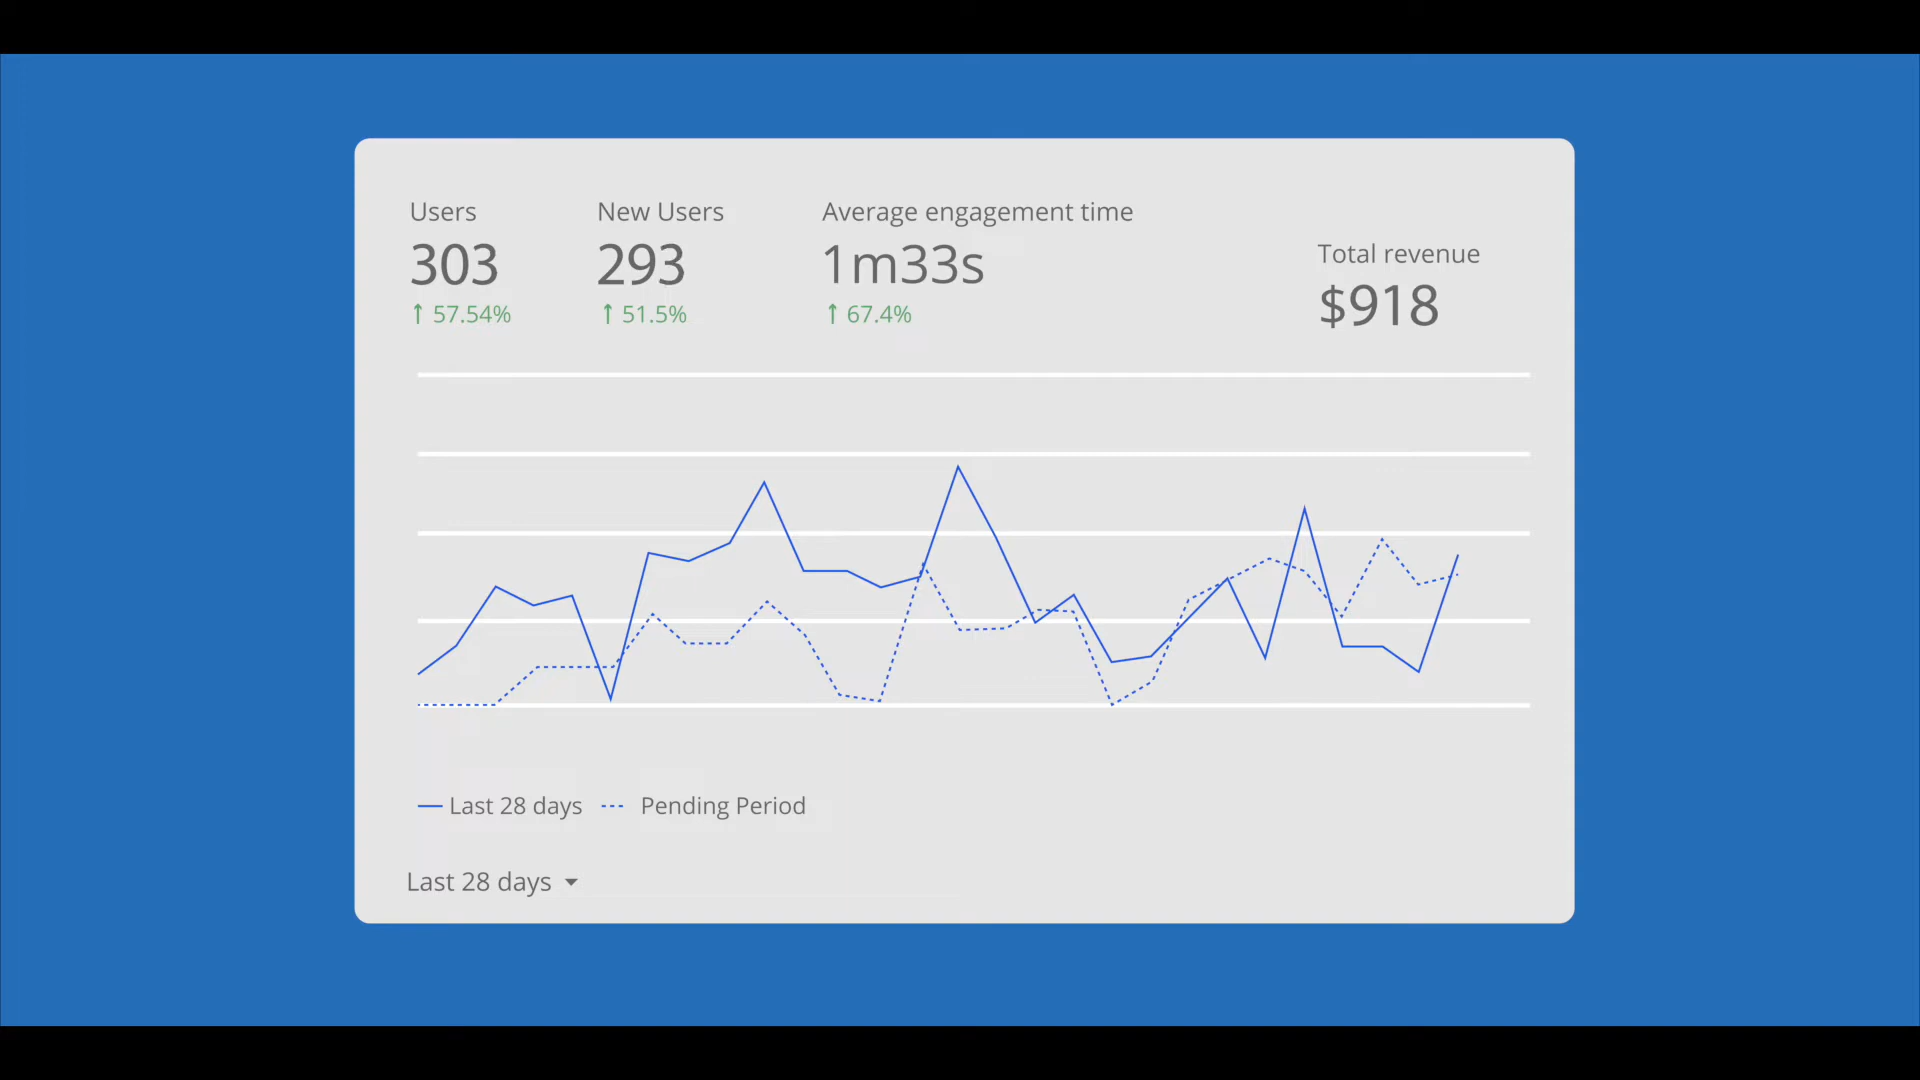 Users
303
↑ 57.54%
New Users
293
↑ 51.5%
Average engagement time
1m33s
↑ 67.4%
Total revenue
$918
Last 28 days
Pending Period
Last 28 days